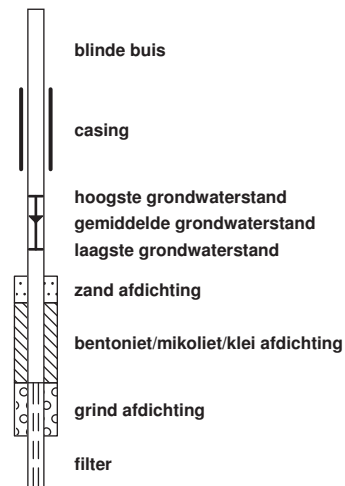 blinde buis
casing
hoogste grondwaterstand
gemiddelde grondwaterstand
laagste grondwaterstand
zand afdichting
bentoniet/mikoliet/klei afdichting
grind afdichting
filter